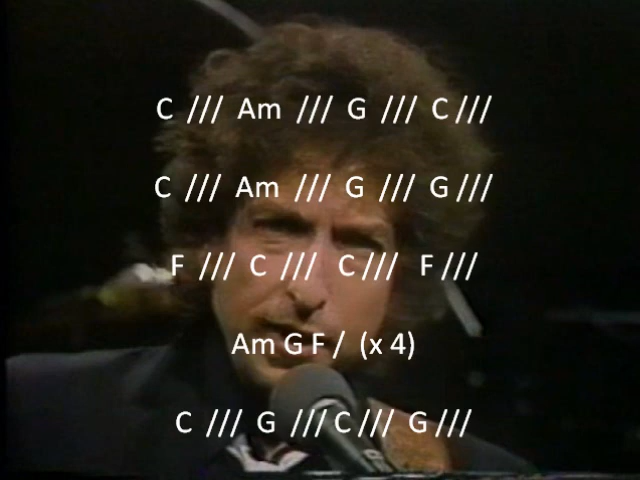 C /// Am /// G /// C ///
C /// Am /// G /// G ///
F /// C /// C /// F ///
Am G F / (x 4)
C /// G /// C /// G ///